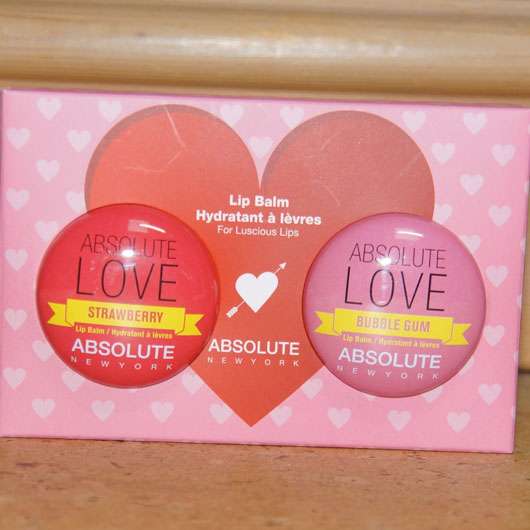 Lip Balm
Hydratant à lèvres
For Luscious Lips
ABSOLUTE
NEW YORK
ABSOLUTE
LOVE
STRAWBERRY
Lip Balm / Hydratant à lèvres
ABSOLUTE
NEW YORK
ABSOLUTE
LOVE
BUBBLE GUM
Lip Balm / Hydratant à lèvres
ABSOLUTE
NEW YORK